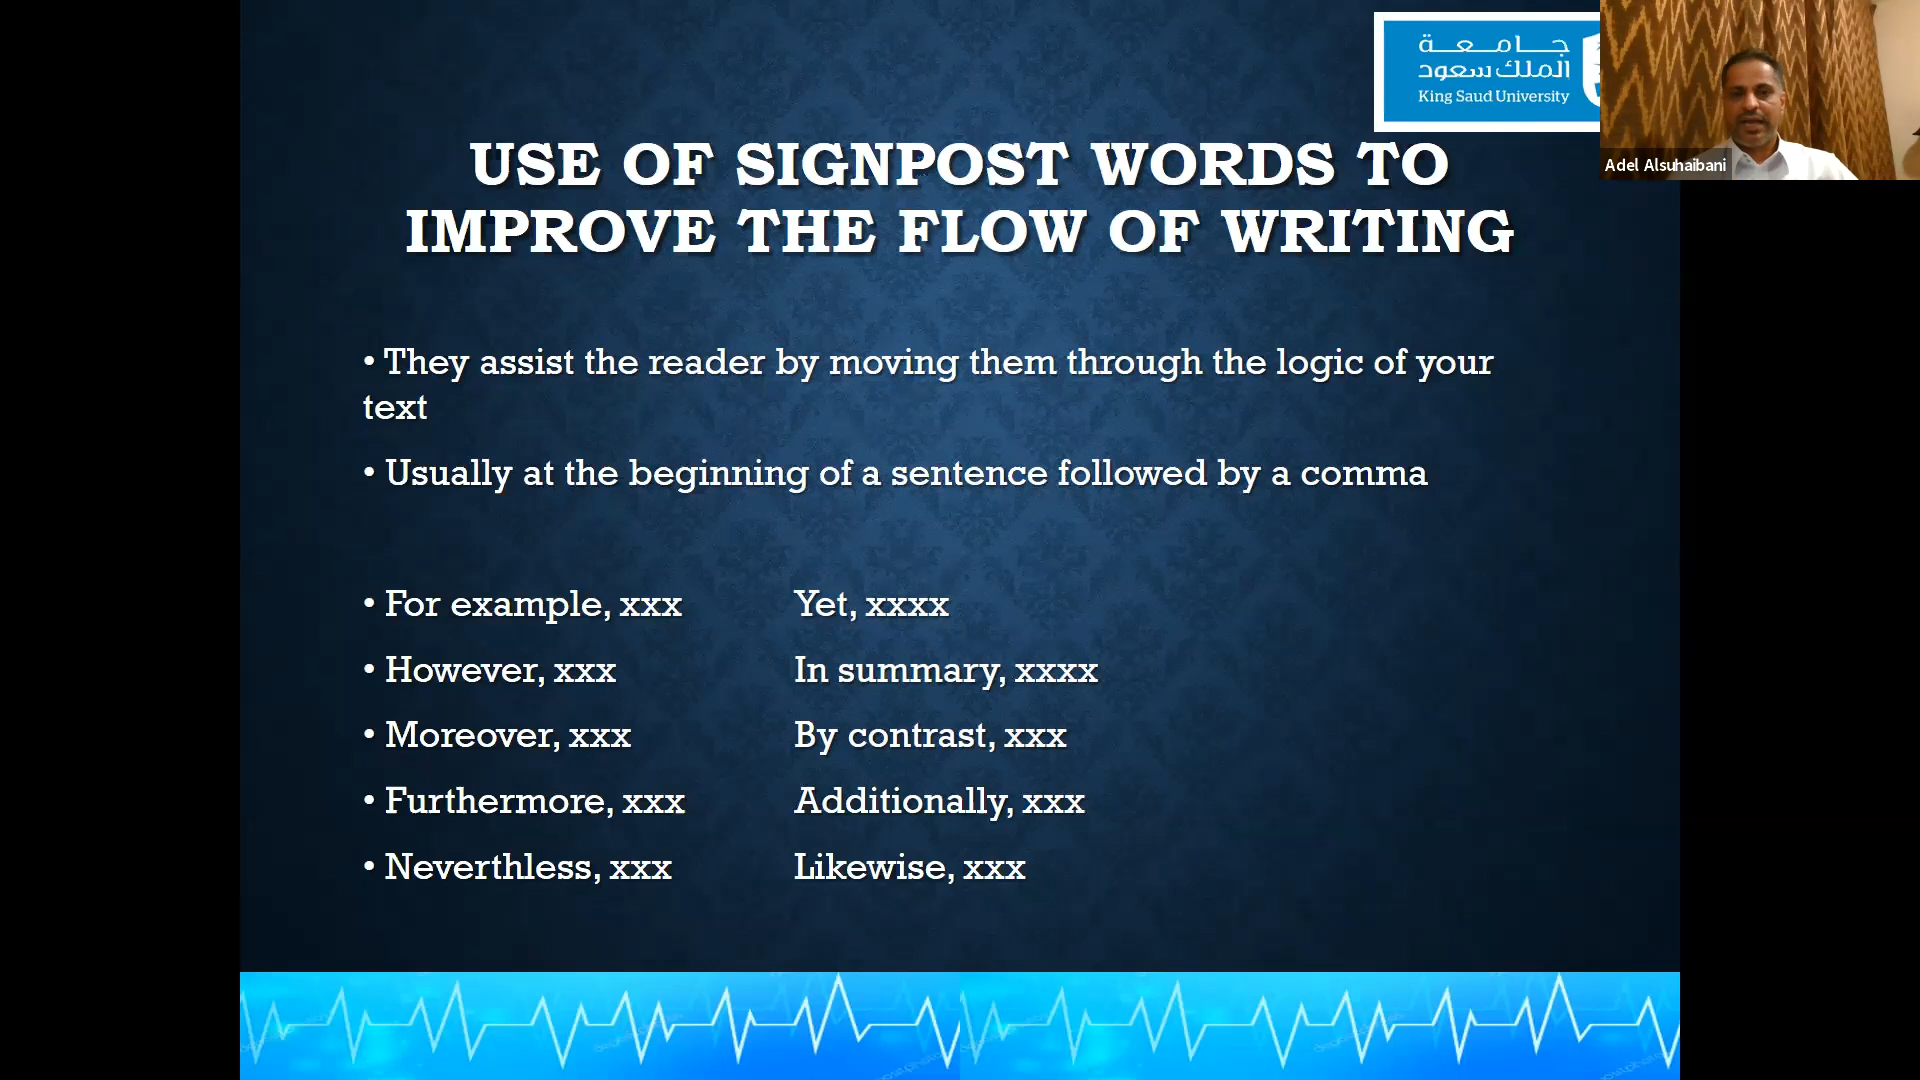 جامعة
الملك سعود
King Saud University
Adel Alsuhaibani
USE OF SIGNPOST WORDS TO
IMPROVE THE FLOW OF WRITING
• They assist the reader by moving them through the logic of your
text
• Usually at the beginning of a sentence followed by a comma
• For example, xxx Yet, xxxx
• However, xxx In summary, xxxx
• Moreover, xxx By contrast, xxx
• Furthermore, xxx Additionally, xxx
• Neverthless, xxx Likewise, xxx